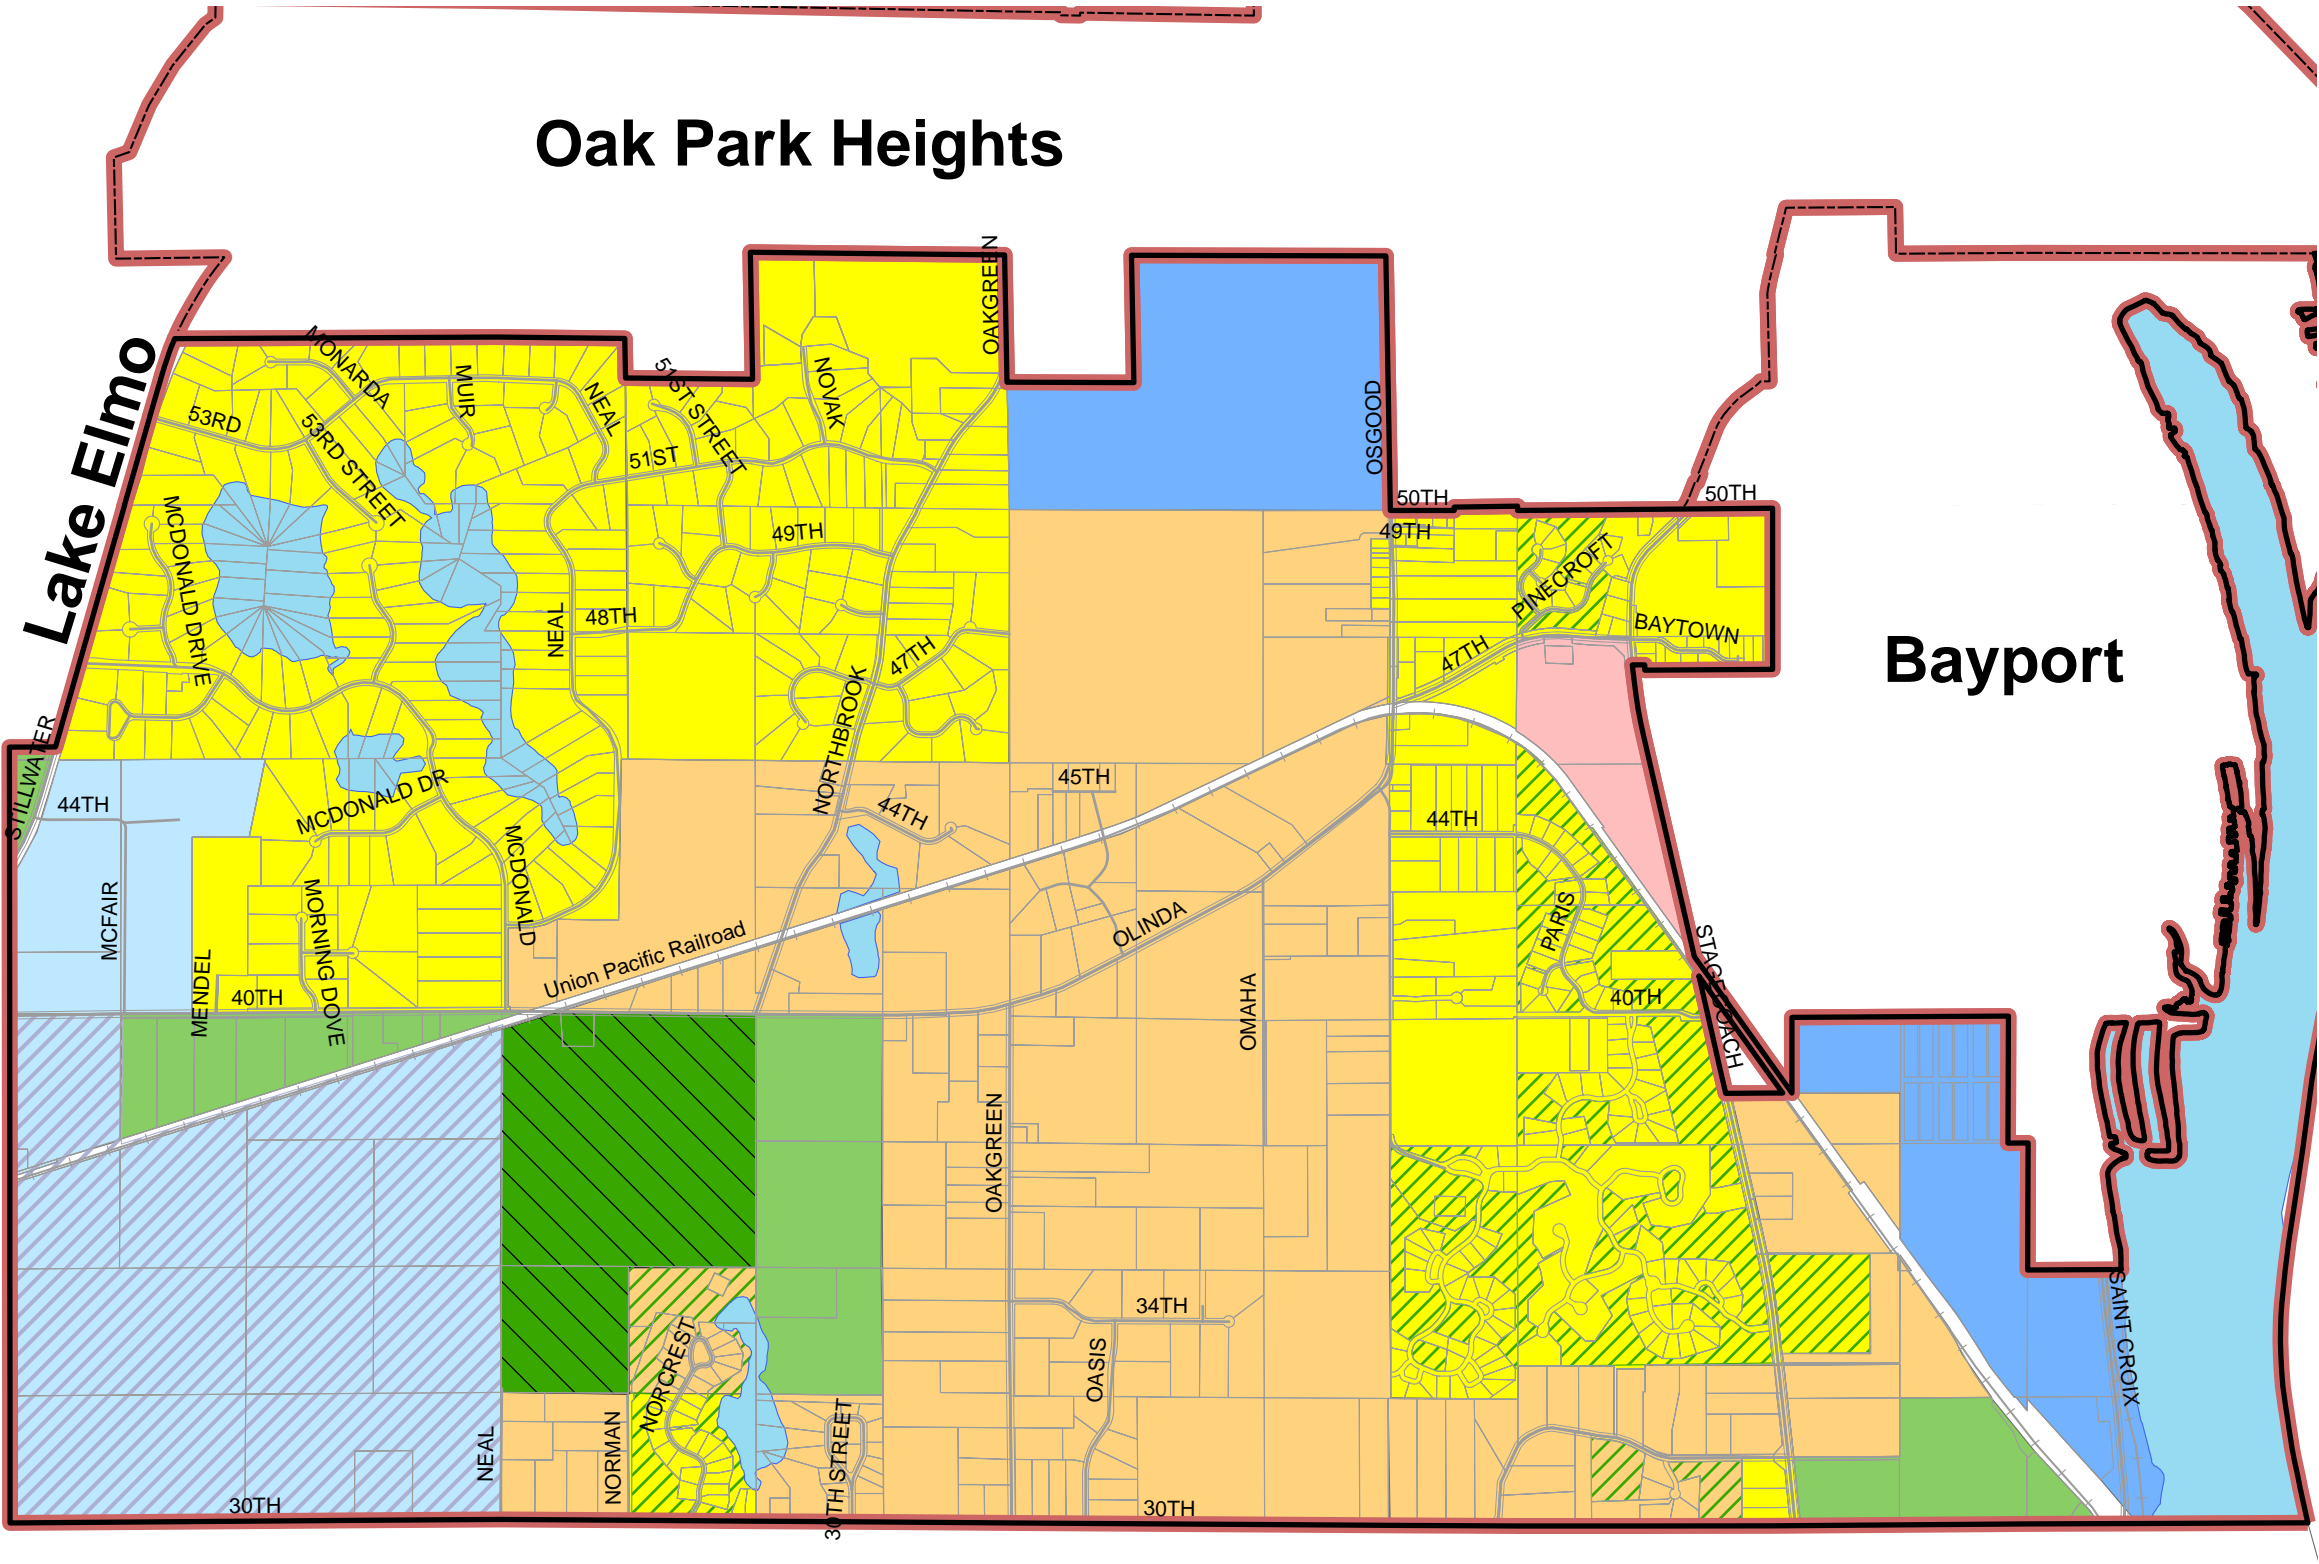 Oak Park Heights
Lake Elmo
Bayport
OAKGREEN
MONARDA
MUIR
NEAL
51ST STREET
NOVAK
53RD
53RD STREET
51ST
OSGOOD
50TH
50TH
MCDONALD DRIVE
49TH
49TH
PINECROFT
NEAL
48TH
47TH
47TH
BAYTOWN
NORTHBROOK
STILLWATER
44TH
MCDONALD DR
44TH
45TH
44TH
MCDONALD
MCFAIR
MORNING DOVE
MENDEL
40TH
Union Pacific Railroad
OLINDA
PARIS
OMAHA
40TH
STAGECOACH
OAKGREEN
34TH
OASIS
NORCREST
SAINT CROIX
NEAL
NORMAN
30TH STREET
30TH
30TH